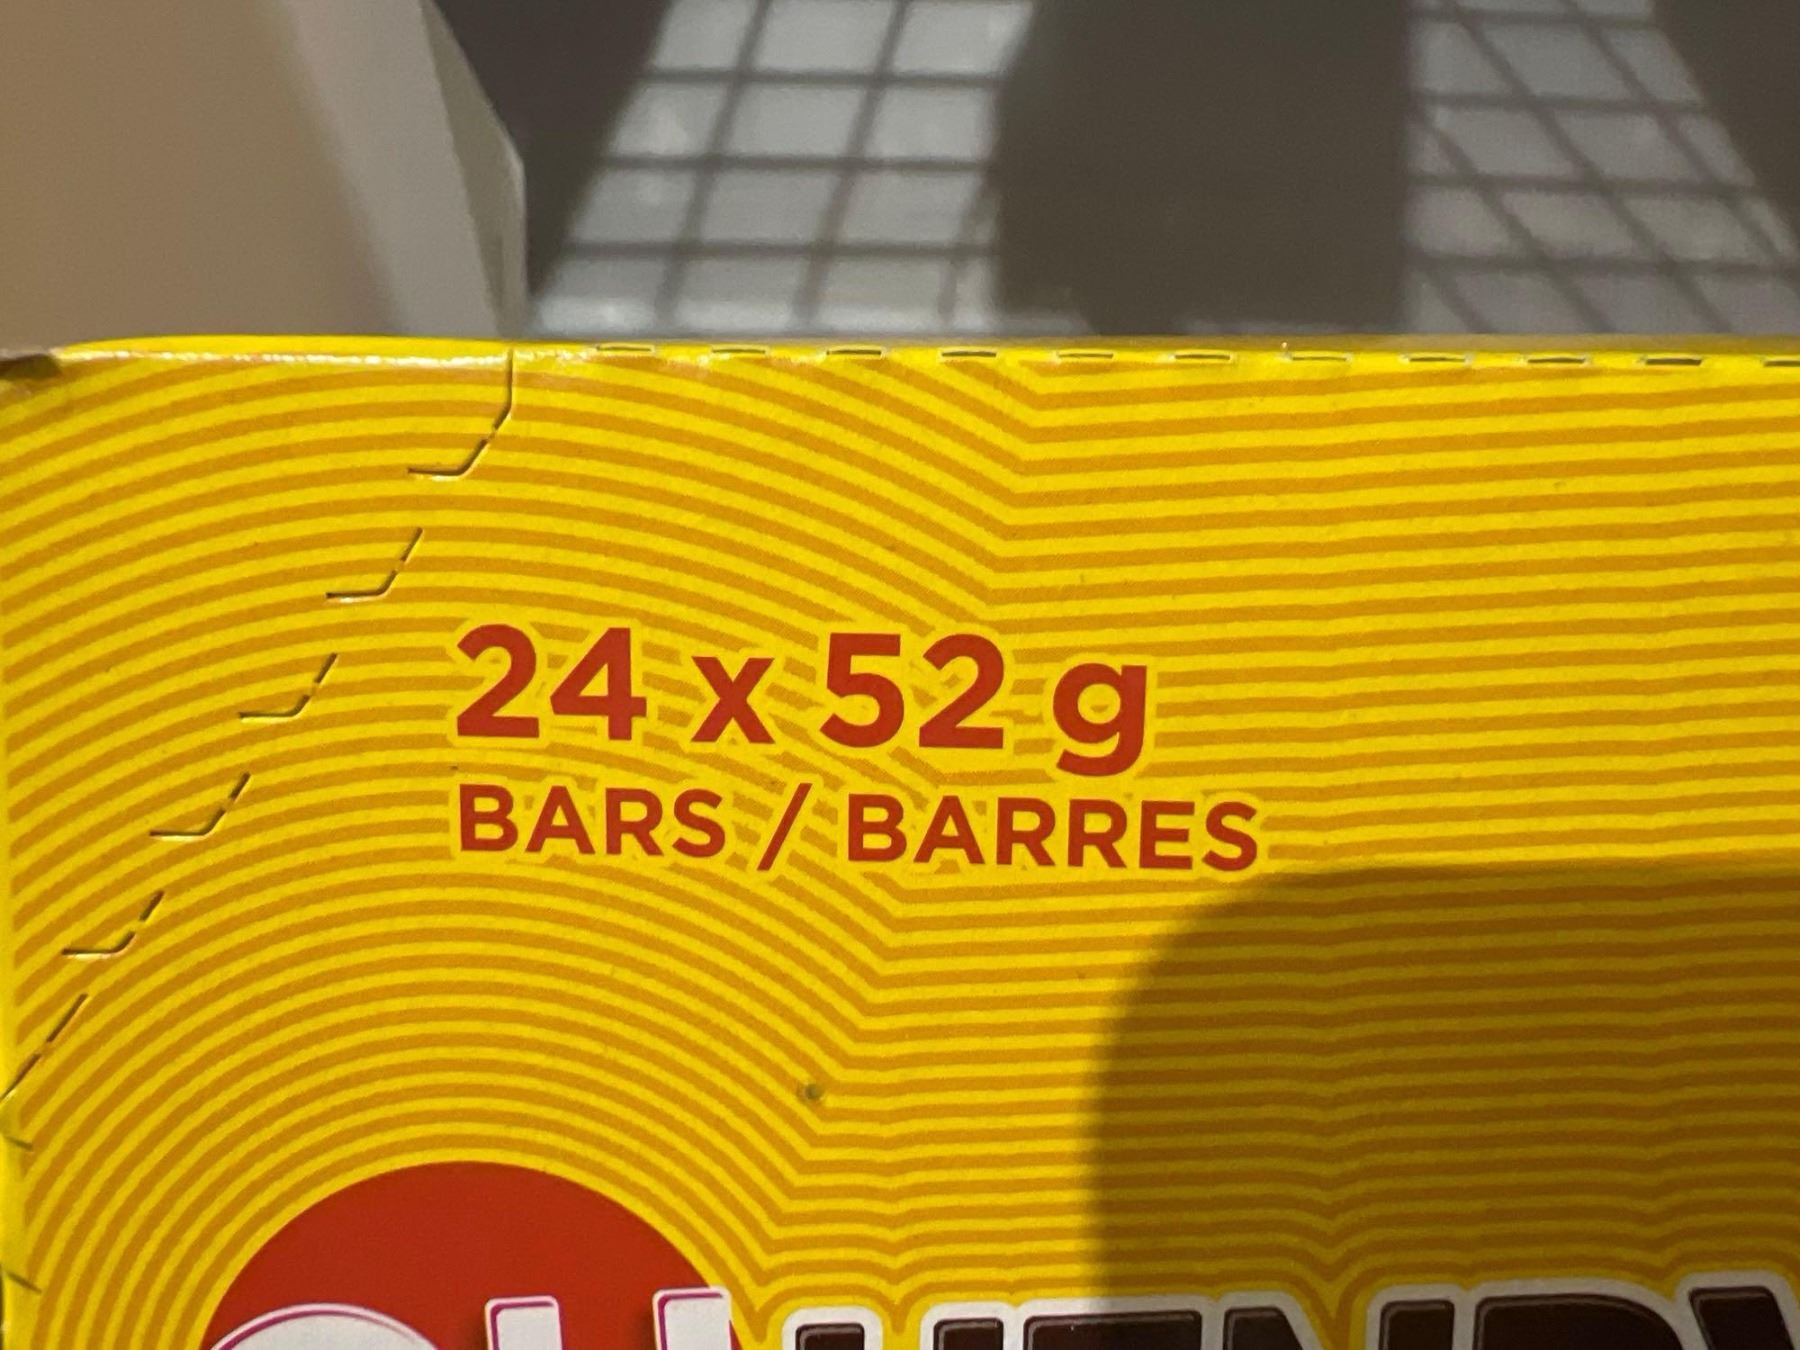 24 x 52 g
BARS / BARRES